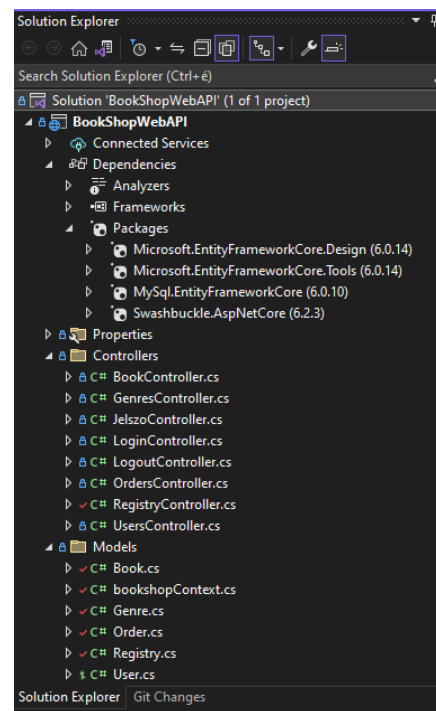 Solution Explorer
Search Solution Explorer (Ctrl+é)
Solution 'BookShopWebAPI' (1 of 1 project)
BookShopWebAPI
Connected Services
Dependencies
Analyzers
Frameworks
Packages
Microsoft.EntityFrameworkCore.Design (6.0.14)
Microsoft.EntityFrameworkCore.Tools (6.0.14)
MySql.EntityFrameworkCore (6.0.10)
Swashbuckle.AspNetCore (6.2.3)
Properties
Controllers
C# BookController.cs
C# GenresController.cs
C# JelszoController.cs
C# LoginController.cs
C# LogoutController.cs
C# OrdersController.cs
C# RegistryController.cs
C# UsersController.cs
Models
C# Book.cs
C# bookshopContext.cs
C# Genre.cs
C# Order.cs
C# Registry.cs
C# User.cs
Solution Explorer Git Changes